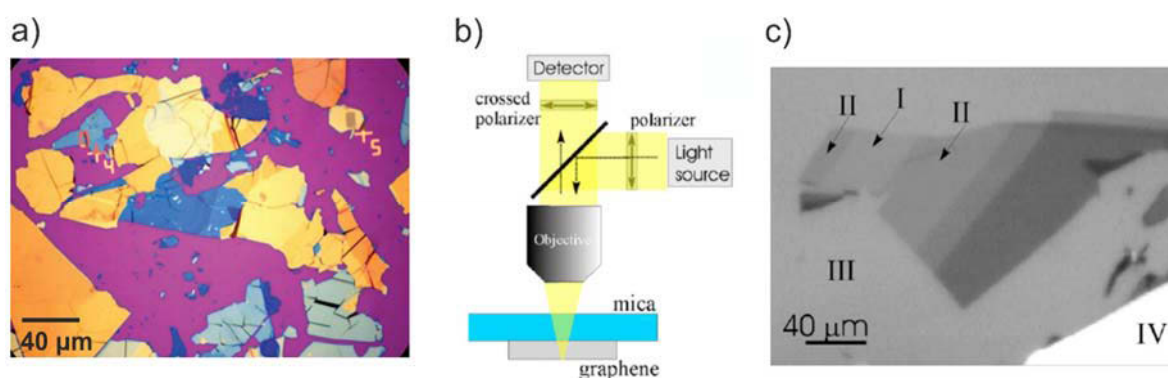 a)
40 µm
b)
Detector
crossed
polarizer
polarizer
Light
source
Objective
mica
graphene
c)
II
I
II
III
IV
40 µm